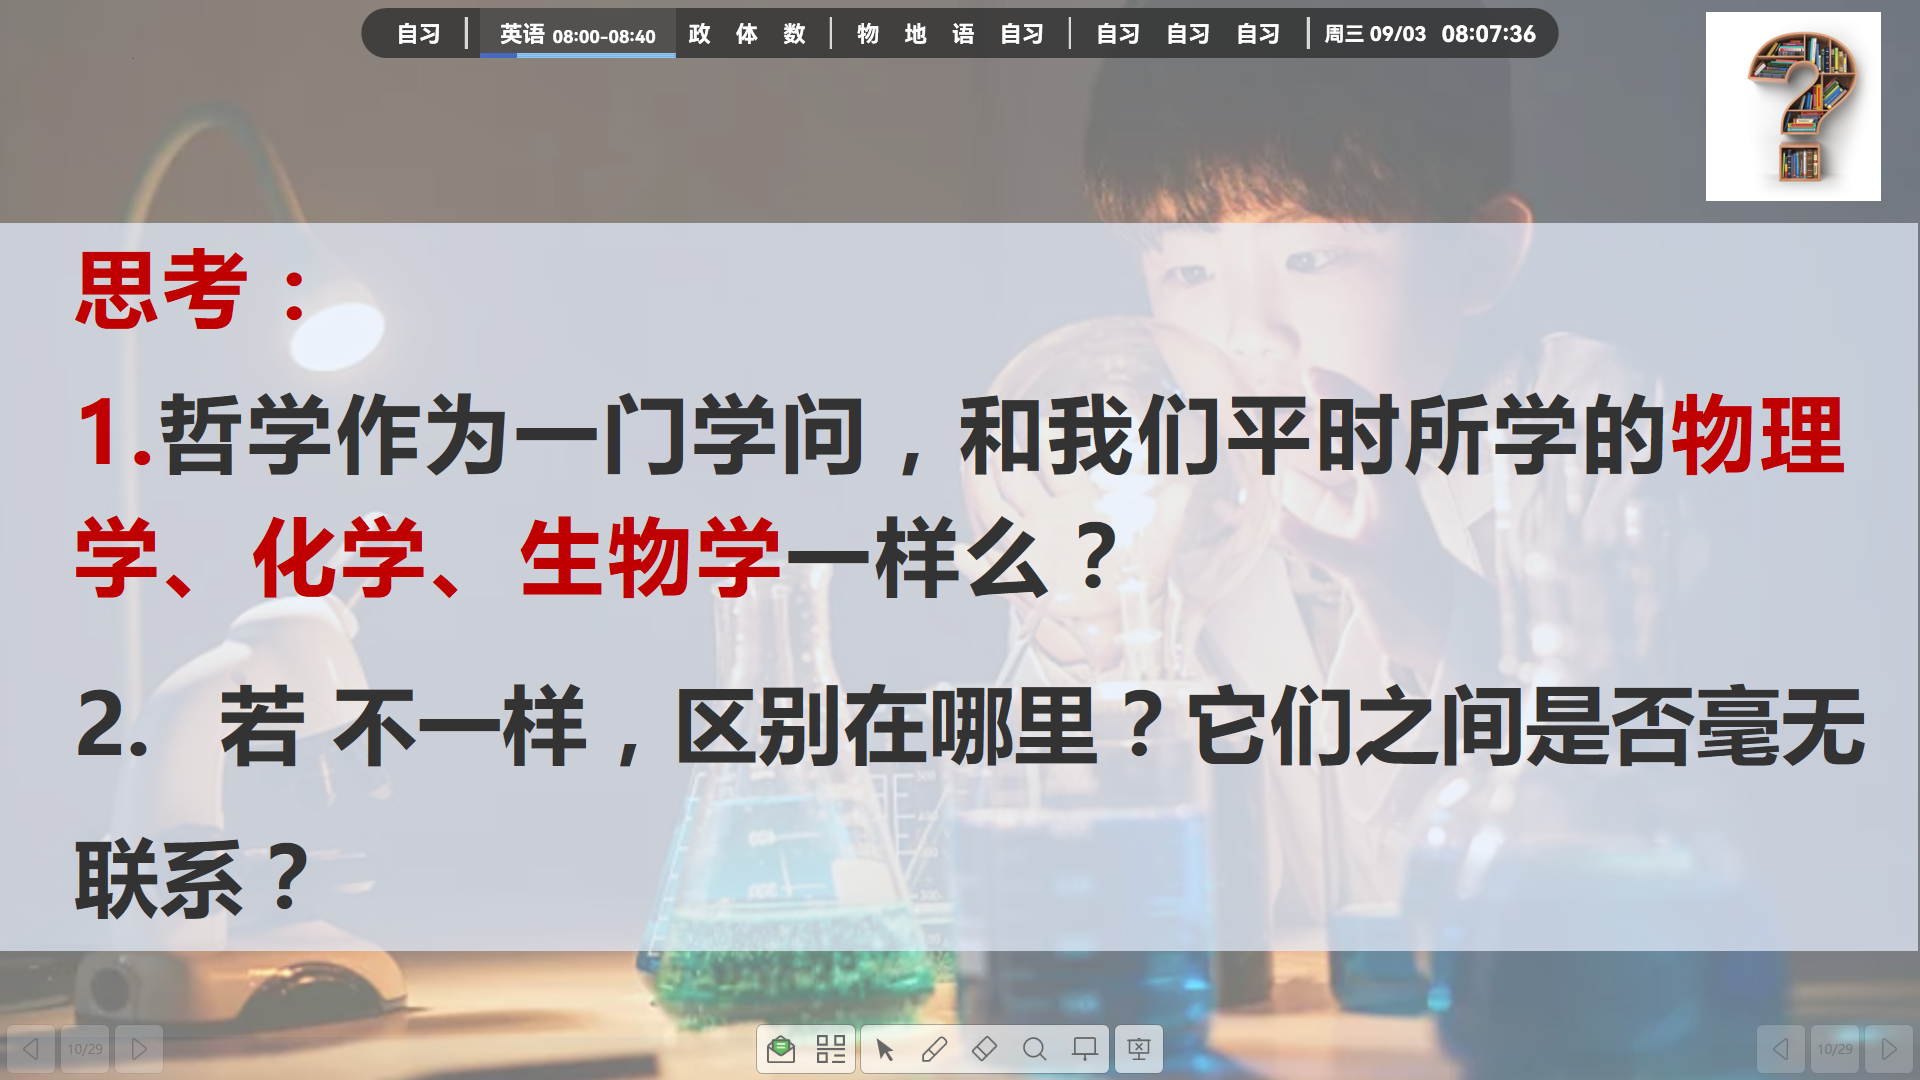 自习 英语 08:00-08:40 政 体 数 物 地 语 自习 自习 自习 自习 周三 09/03 08:07:36
思考：
1.哲学作为一门学问，和我们平时所学的物理
学、化学、生物学一样么？
2. 若 不一样，区别在哪里？它们之间是否毫无
联系？
10/29 10/29